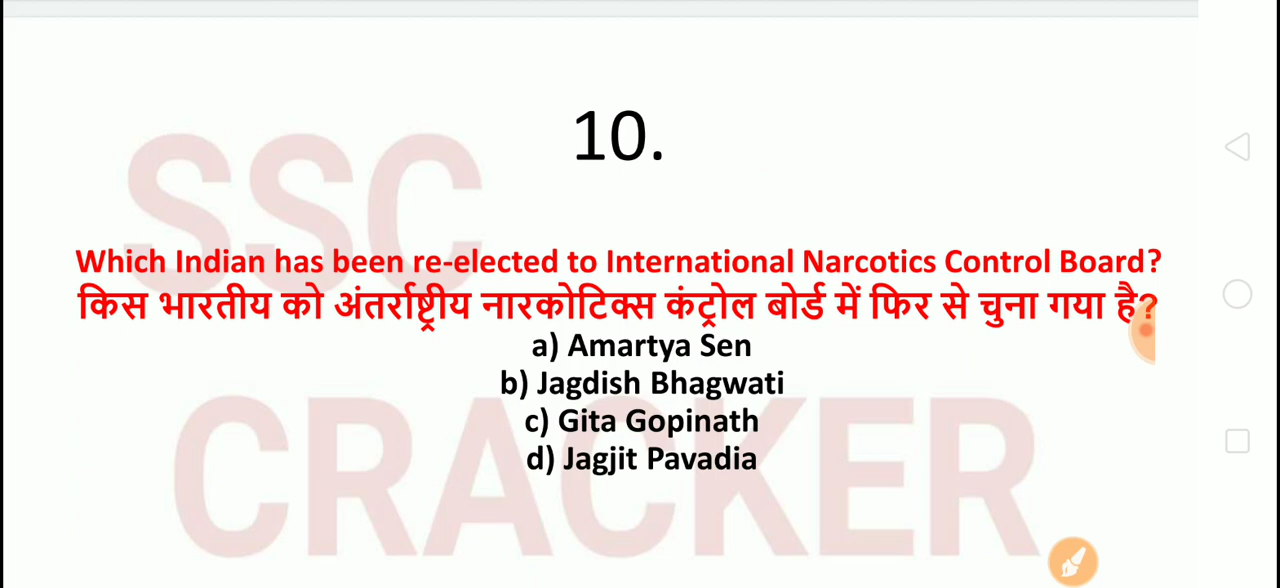 SSC
10.
Which Indian has been re-elected to International Narcotics Control Board?
किस भारतीय को अंतर्राष्ट्रीय नारकोटिक्स कंट्रोल बोर्ड में फिर से चुना गया है?
a) Amartya Sen
b) Jagdish Bhagwati
c) Gita Gopinath
d) Jagjit Pavadia
CRACKER